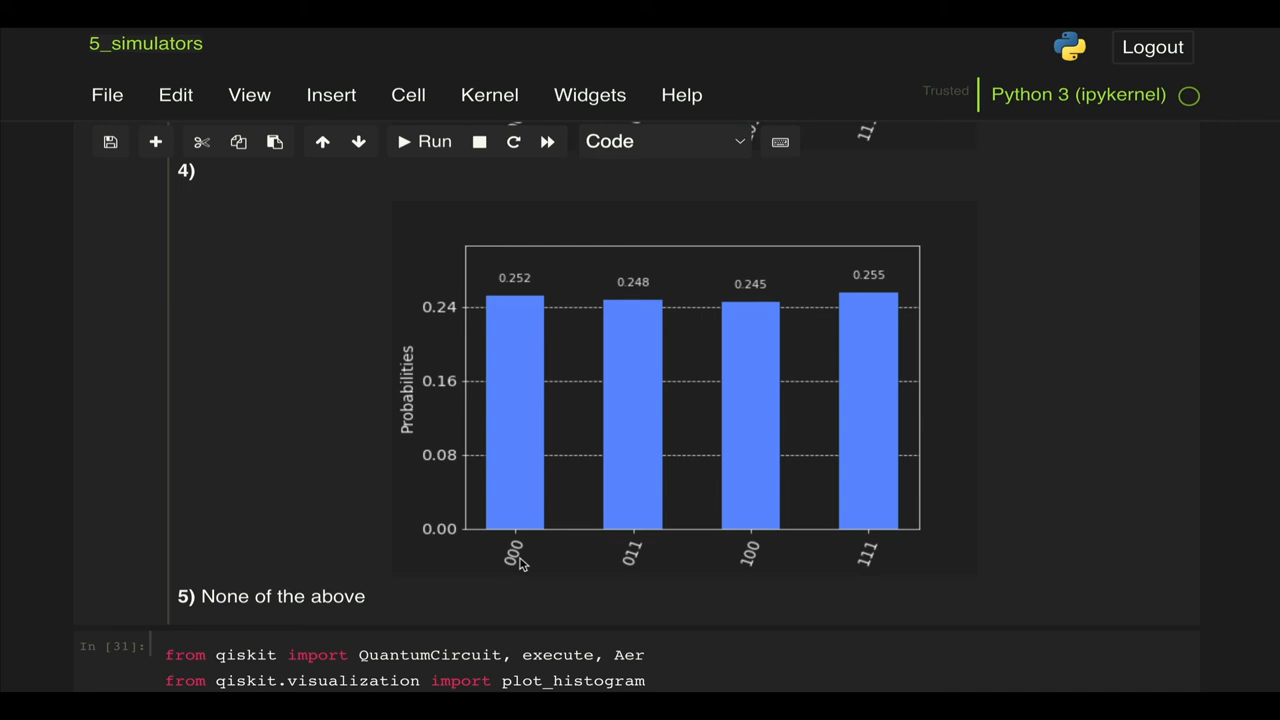 5_simulators
Logout
File Edit View Insert Cell Kernel Widgets Help
Trusted
Python 3 (ipykernel)
Run
Code
4)
0.252
0.248
0.245
0.255
0.24
0.16
0.08
0.00
Probabilities
000
011
100
111
5) None of the above
In [31]:
from qiskit import QuantumCircuit, execute, Aer
from qiskit.visualization import plot_histogram